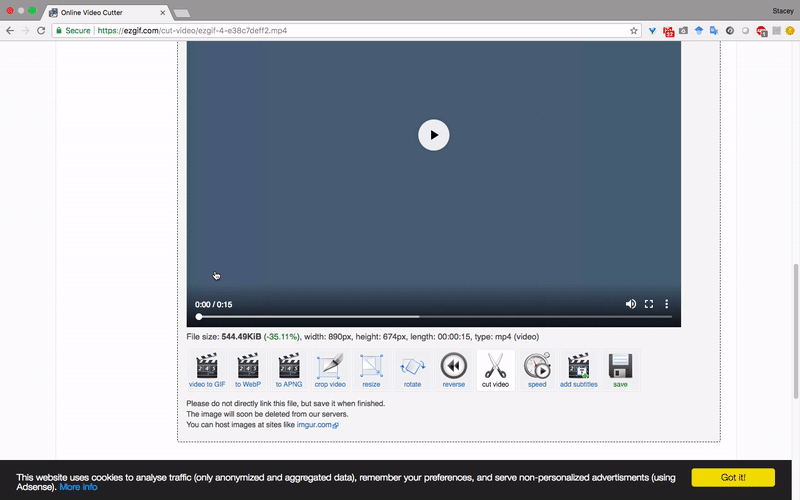 Online Video Cutter
Stacey
Secure https://ezgif.com/cut-video/ezgif-4-e38c7deff2.mp4
0:00 / 0:15
File size: 544.49KiB (-35.11%), width: 890px, height: 674px, length: 00:00:15, type: mp4 (video)
video to GIF to WebP to APNG crop video resize rotate reverse cut video speed add subtitles save
Please do not directly link this file, but save it when finished.
The image will soon be deleted from our servers.
You can host images at sites like imgur.com
This website uses cookies to analyse traffic (only anonymized and aggregated data), remember your preferences, and serve non-personalized advertisments (using
Adsense). More info
Got it!